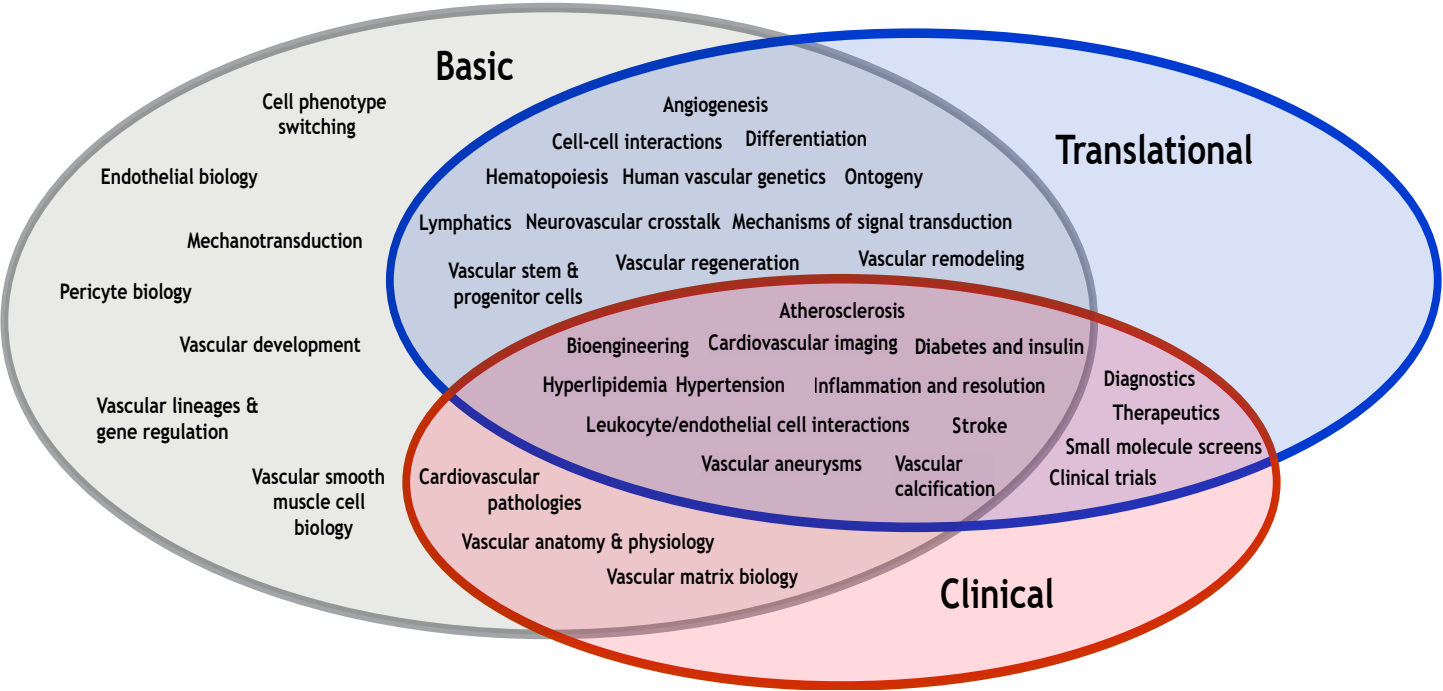 Basic
Cell phenotype
switching
Endothelial biology
Mechanotransduction
Pericyte biology
Vascular development
Vascular lineages &
gene regulation
Vascular smooth
muscle cell
biology
Angiogenesis
Cell-cell interactions
Differentiation
Hematopoiesis
Human vascular genetics
Ontogeny
Lymphatics
Neurovascular crosstalk
Mechanisms of signal transduction
Vascular stem &
progenitor cells
Vascular regeneration
Vascular remodeling
Translational
Atherosclerosis
Bioengineering
Cardiovascular imaging
Diabetes and insulin
Hyperlipidemia
Hypertension
Inflammation and resolution
Leukocyte/endothelial cell interactions
Stroke
Vascular aneurysms
Vascular
calcification
Diagnostics
Therapeutics
Small molecule screens
Clinical trials
Cardiovascular
pathologies
Vascular anatomy & physiology
Vascular matrix biology
Clinical